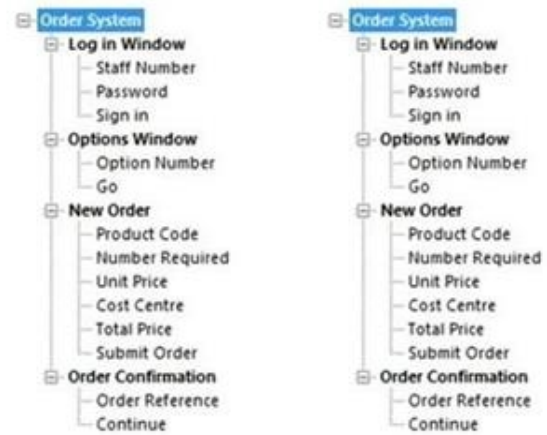 Order System
Log in Window
Staff Number
Password
Sign in
Options Window
Option Number
Go
New Order
Product Code
Number Required
Unit Price
Cost Centre
Total Price
Submit Order
Order Confirmation
Order Reference
Continue
Order System
Log in Window
Staff Number
Password
Sign in
Options Window
Option Number
Go
New Order
Product Code
Number Required
Unit Price
Cost Centre
Total Price
Submit Order
Order Confirmation
Order Reference
Continue